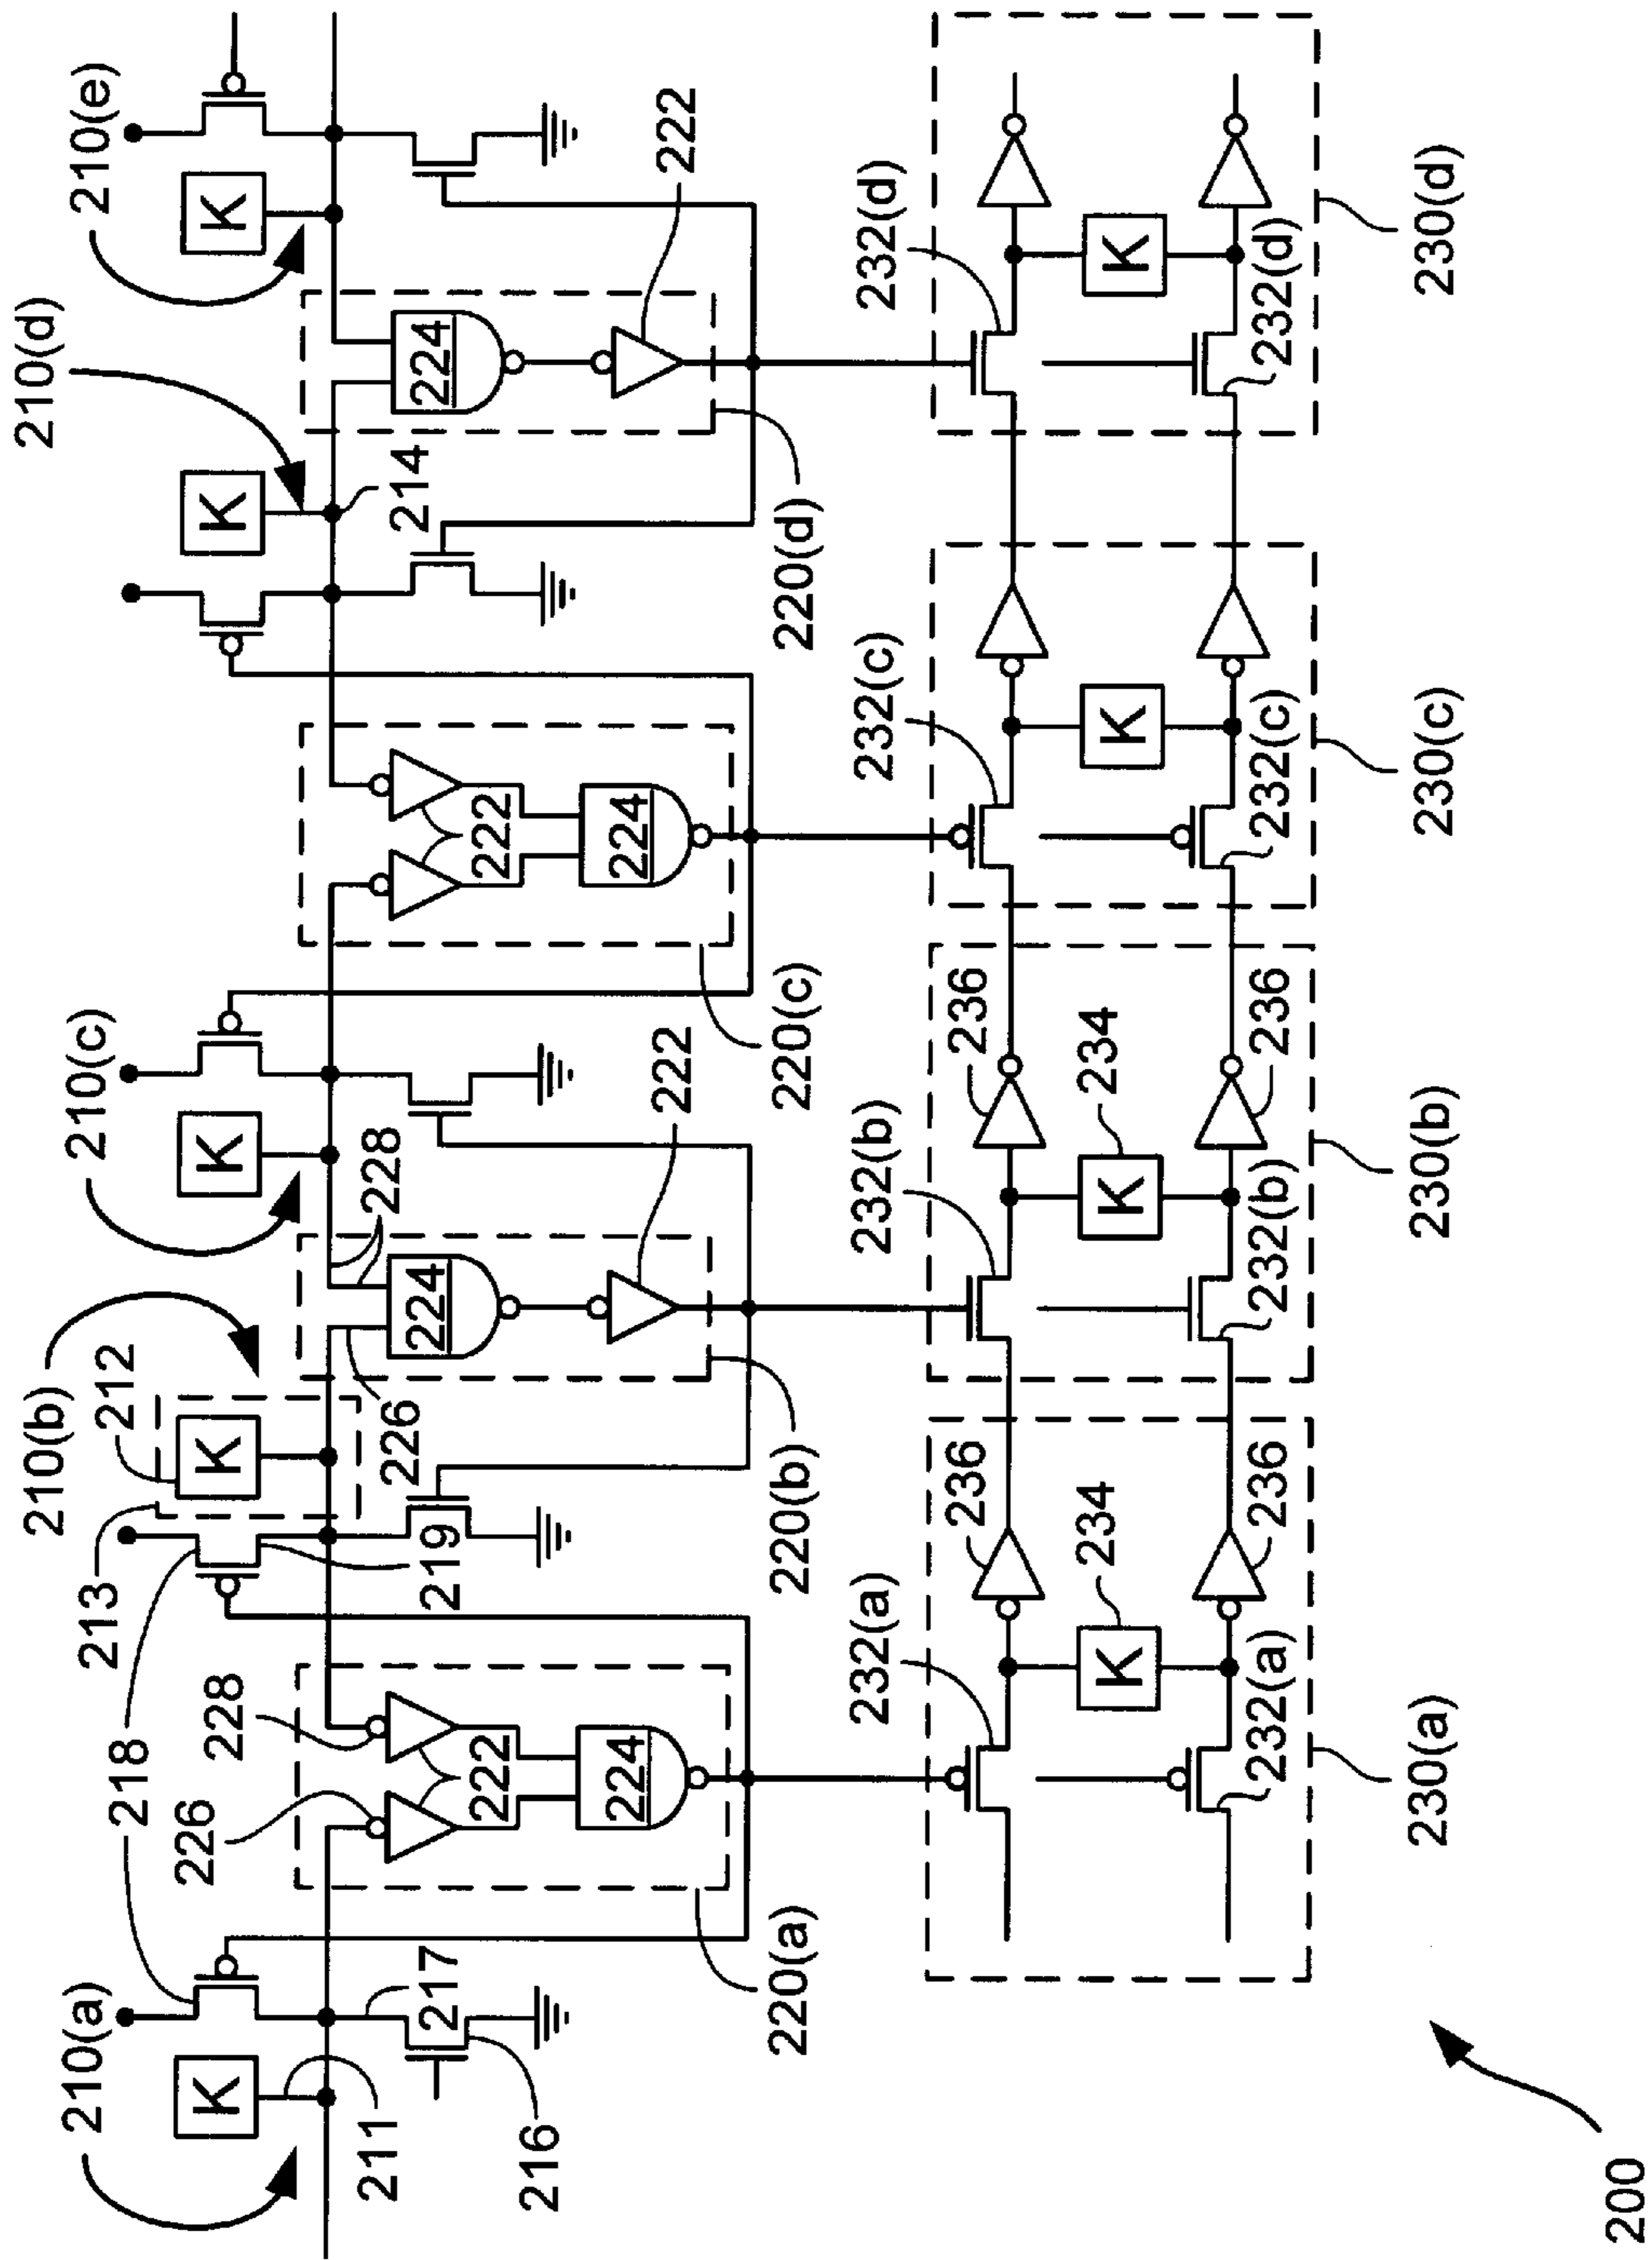 210(a)
210(b)
210(c)
210(d)
210(e)
K
K
K
K
K
211
212
213
214
216
217
218
219
226
228
222
224
220(a)
226
228
224
222
220(b)
222
224
220(c)
224
222
220(d)
232(a)
236
232(b)
236
232(c)
232(d)
K
234
K
234
K
K
232(a)
236
232(b)
236
232(c)
232(d)
230(a)
230(b)
230(c)
230(d)
200